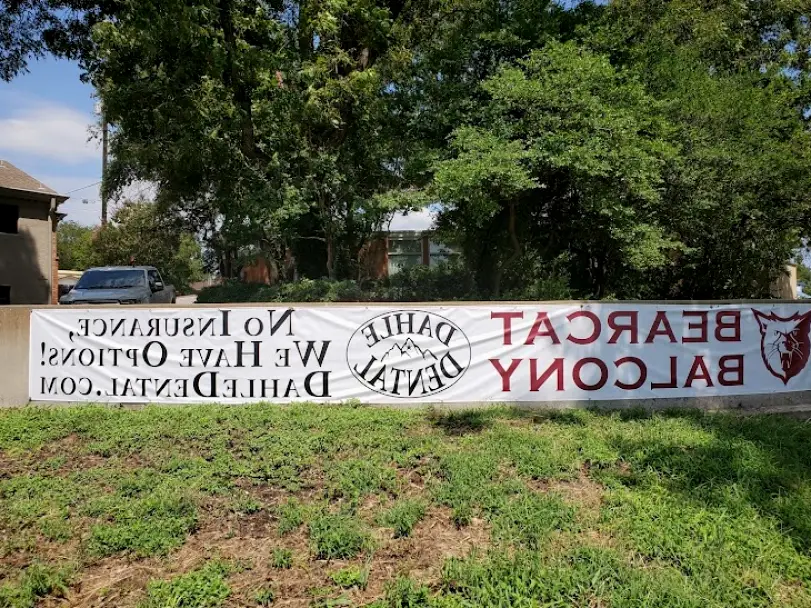 BEARCAT
BALCONY
DAHLE
DENTAL
No Insurance,
We Have Options!
DahleDental.com